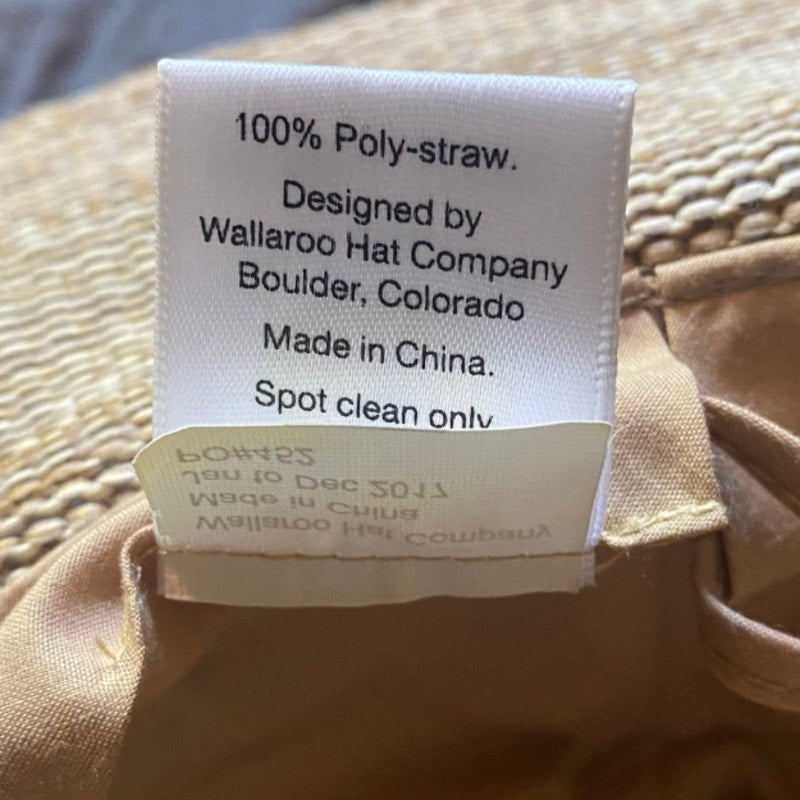 100% Poly-straw.
Designed by
Wallaroo Hat Company
Boulder, Colorado
Made in China.
Spot clean only
PO#452
Jan to Dec 2017
Made in China
Wallaroo Hat Company